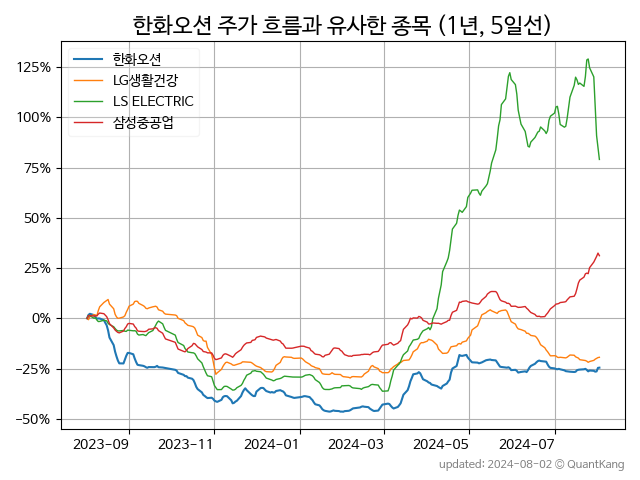 한화오션 주가 흐름과 유사한 종목 (1년, 5일선)
한화오션
LG생활건강
LS ELECTRIC
삼성중공업
125%
100%
75%
50%
25%
0%
−25%
−50%
2023−09 2023−11 2024−01 2024−03 2024−05 2024−07
updated: 2024-08-02 © QuantKang